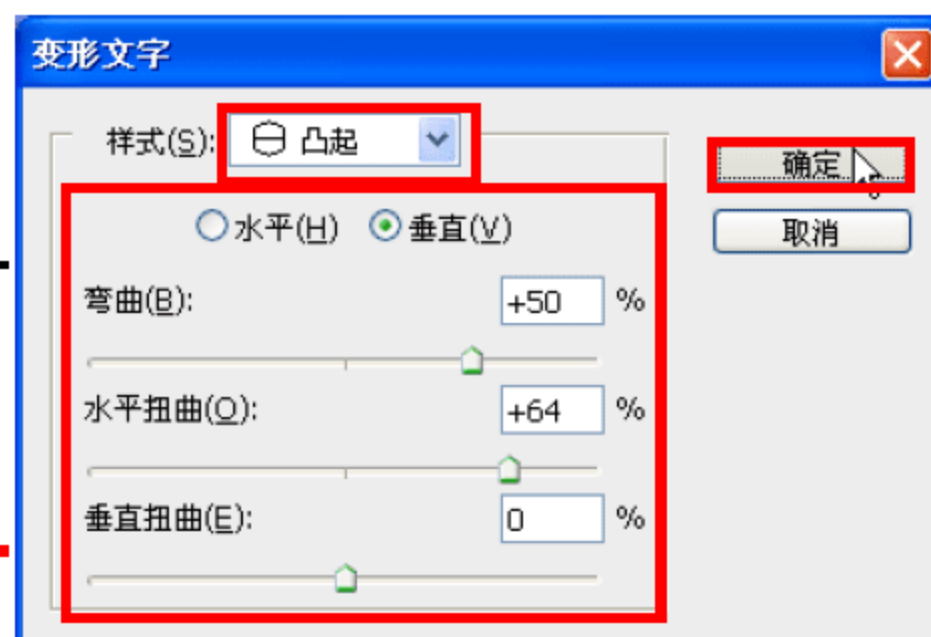 变形文字
样式(S): 凸起
确定
水平(H) 垂直(V)
取消
弯曲(B): +50 %
水平扭曲(O): +64 %
垂直扭曲(E): 0 %